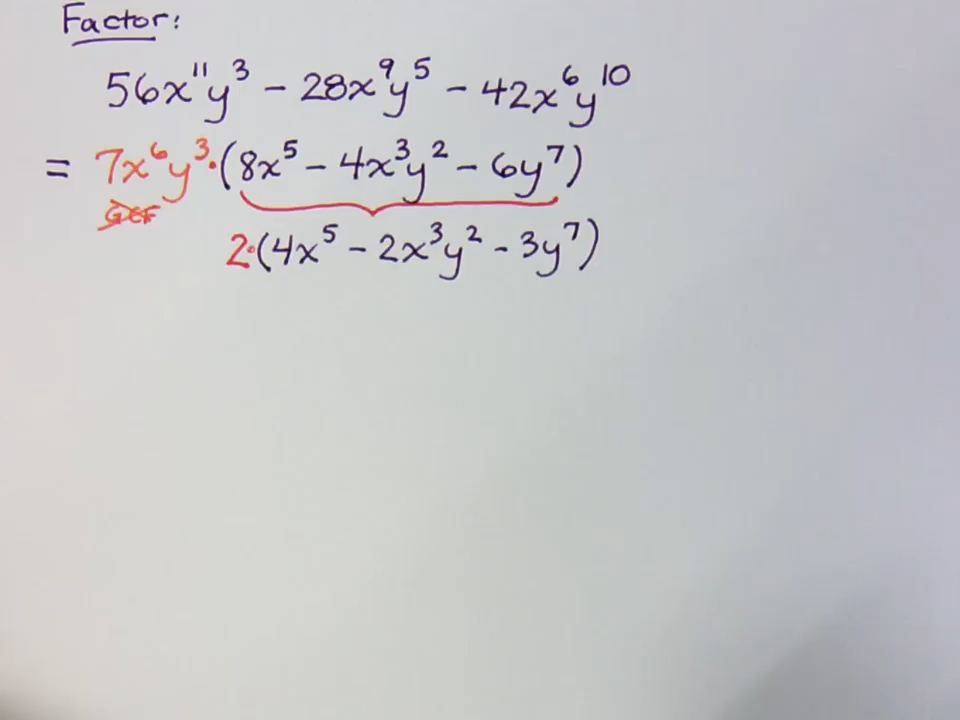 Factor:
56x¹¹y³ − 28x⁹y⁵ − 42x⁶y¹⁰
= 7x⁶y³·(8x⁵ − 4x³y² − 6y⁷)
GCF
2·(4x⁵ − 2x³y² − 3y⁷)